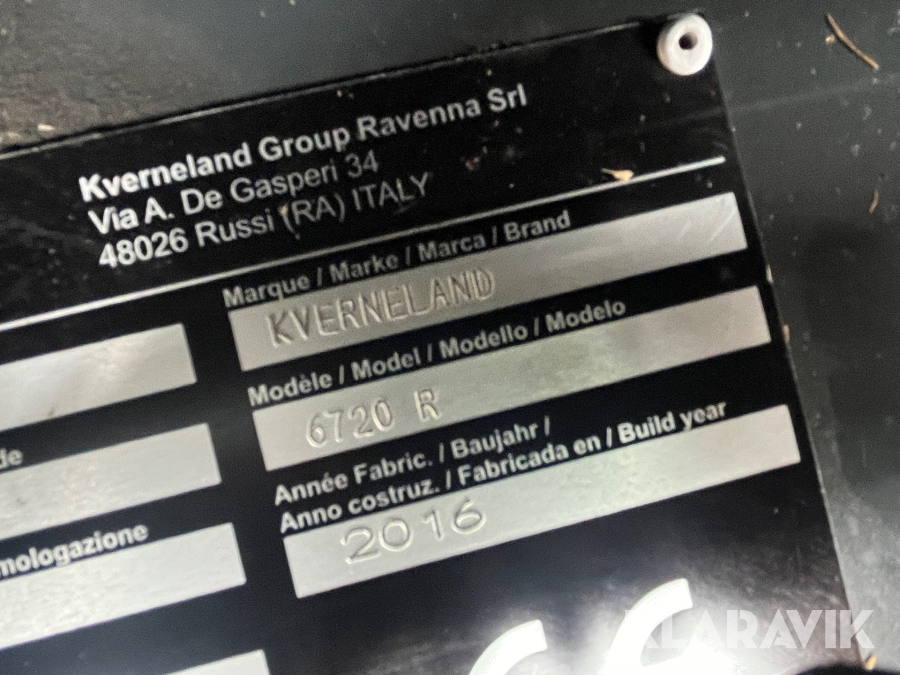 Kverneland Group Ravenna Srl
Via A. De Gasperi 34
48026 Russi (RA) ITALY
Marque / Marke / Marca / Brand
KVERNELAND
Modèle / Model / Modello / Modelo
6720 R
de
Année Fabric. / Baujahr /
Anno costruz. / Fabricada en / Build year
2016
mologazione
CE
KLARAVIK